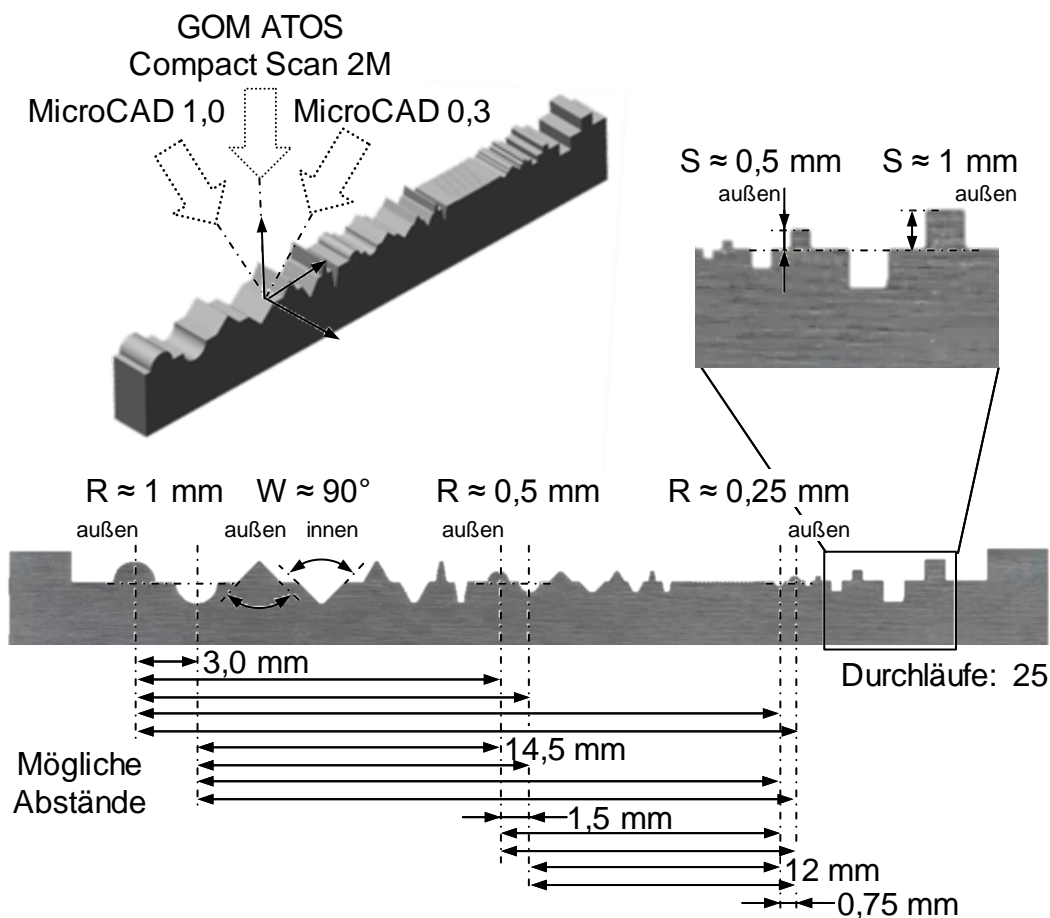 GOM ATOS
Compact Scan 2M
MicroCAD 1,0
MicroCAD 0,3
S ≈ 0,5 mm
außen
S ≈ 1 mm
außen
R ≈ 1 mm
außen
W ≈ 90°
außen
innen
R ≈ 0,5 mm
außen
R ≈ 0,25 mm
außen
3,0 mm
Durchläufe: 25
14,5 mm
Mögliche
Abstände
1,5 mm
12 mm
0,75 mm